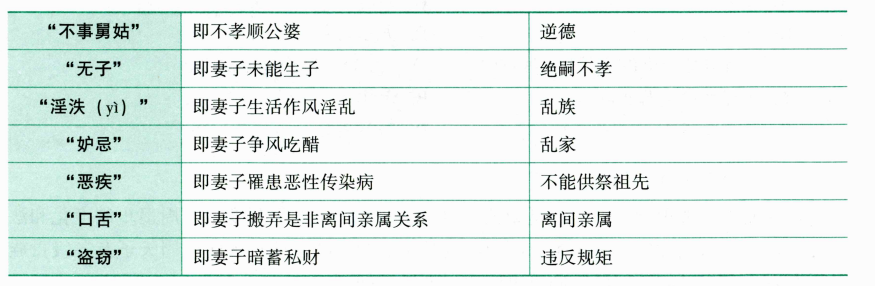 “不事舅姑” 即不孝顺公婆 逆德
“无子” 即妻子未能生子 绝嗣不孝
“淫泆（yì）” 即妻子生活作风淫乱 乱族
“妒忌” 即妻子争风吃醋 乱家
“恶疾” 即妻子罹患恶性传染病 不能供祭祖先
“口舌” 即妻子搬弄是非离间亲属关系 离间亲属
“盗窃” 即妻子暗蓄私财 违反规矩